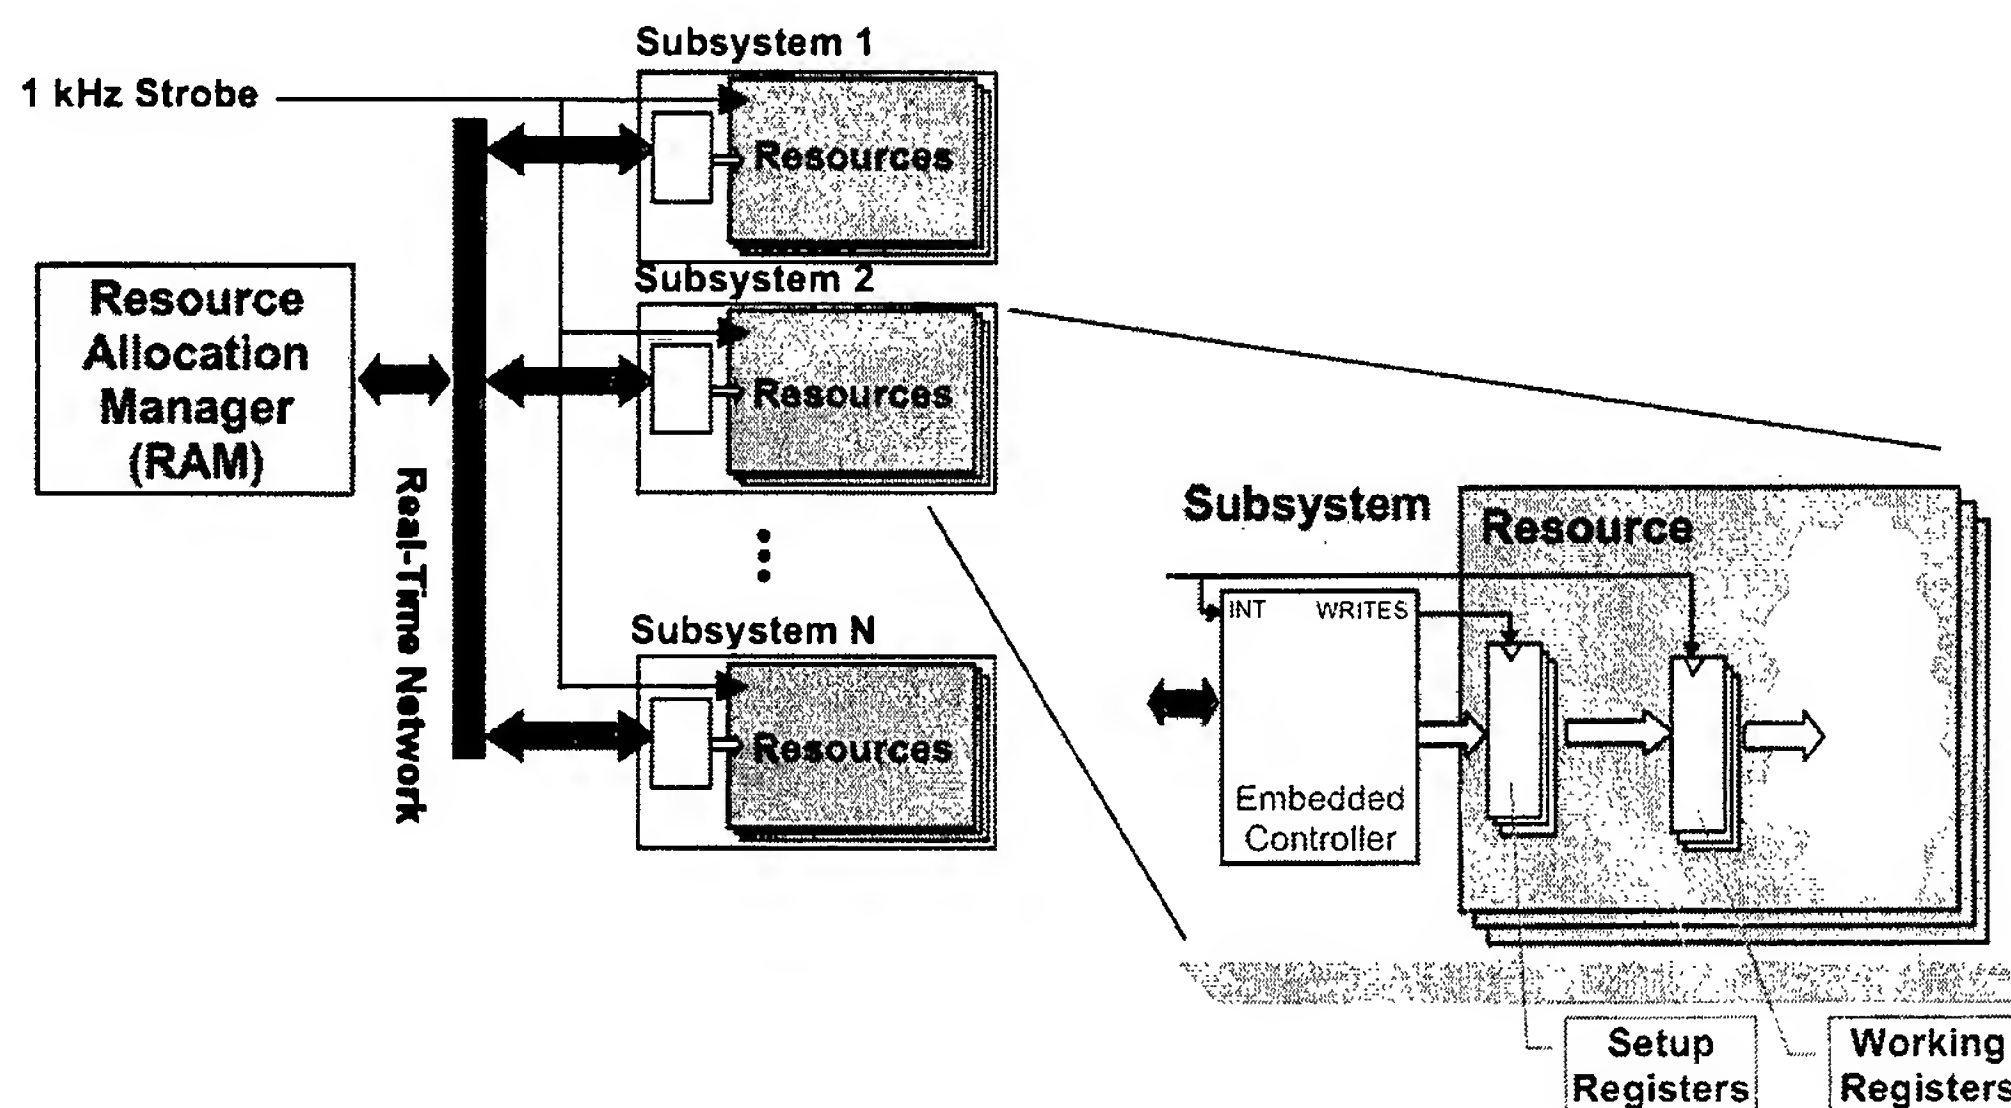 Subsystem 1
1 kHz Strobe
Resources
Subsystem 2
Resource
Allocation
Manager
(RAM)
Resources
Real-Time Network
Subsystem N
Resources
Subsystem
Resource
INT
WRITES
Embedded
Controller
Setup
Registers
Working
Registers